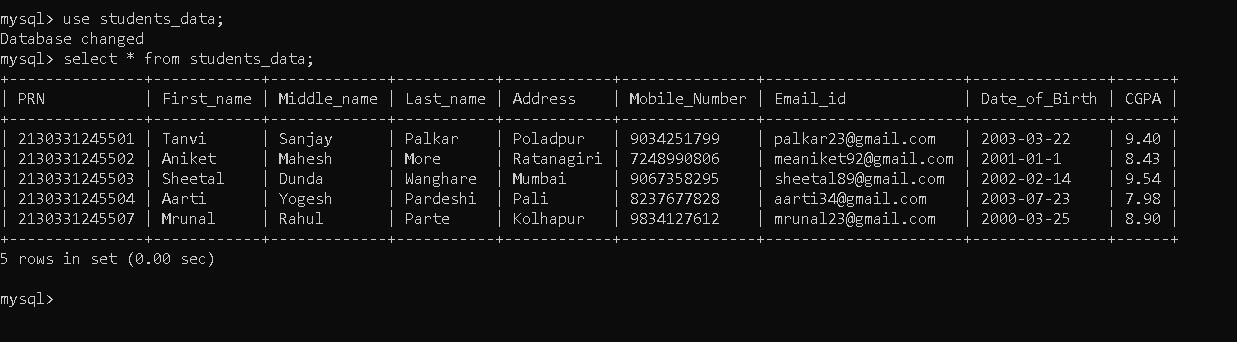 mysql> use students_data;
Database changed
mysql> select * from students_data;
+---------------+------------+-------------+-----------+------------+---------------+----------------------+---------------+------+
| PRN           | First_name | Middle_name | Last_name | Address    | Mobile_Number | Email_id             | Date_of_Birth | CGPA |
+---------------+------------+-------------+-----------+------------+---------------+----------------------+---------------+------+
| 2130331245501 | Tanvi      | Sanjay      | Palkar    | Poladpur   | 9034251799    | palkar23@gmail.com   | 2003-03-22    | 9.40 |
| 2130331245502 | Aniket     | Mahesh      | More      | Ratanagiri | 7248990806    | meaniket92@gmail.com | 2001-01-1     | 8.43 |
| 2130331245503 | Sheetal    | Dunda       | Wanghare  | Mumbai     | 9067358295    | sheetal89@gmail.com  | 2002-02-14    | 9.54 |
| 2130331245504 | Aarti      | Yogesh      | Pardeshi  | Pali       | 8237677828    | aarti34@gmail.com    | 2003-07-23    | 7.98 |
| 2130331245507 | Mrunal     | Rahul       | Parte     | Kolhapur   | 9834127612    | mrunal23@gmail.com   | 2000-03-25    | 8.90 |
+---------------+------------+-------------+-----------+------------+---------------+----------------------+---------------+------+
5 rows in set (0.00 sec)
mysql>